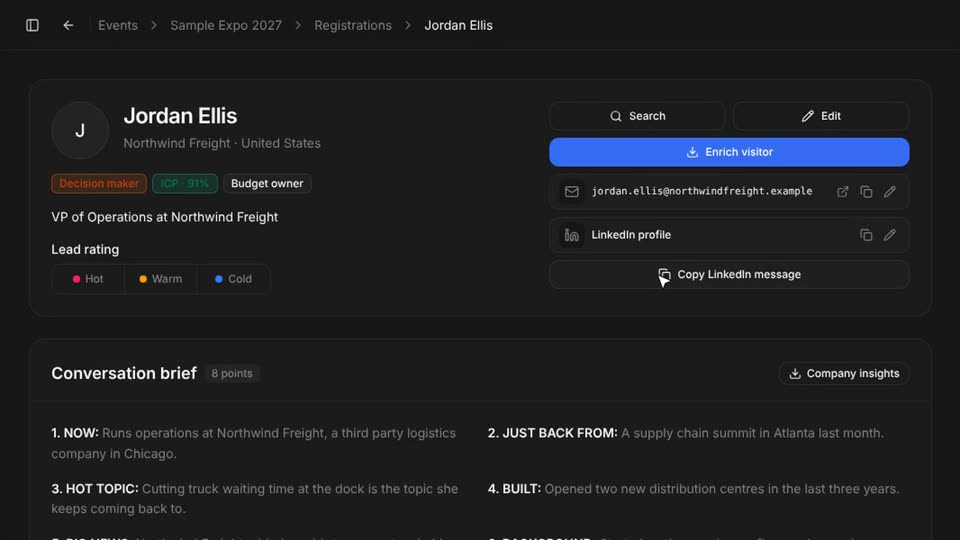 Events > Sample Expo 2027 > Registrations > Jordan Ellis
J
Jordan Ellis
Northwind Freight · United States
Decision maker
ICP · 91%
Budget owner
VP of Operations at Northwind Freight
Lead rating
Hot
Warm
Cold
Search
Edit
Enrich visitor
jordan.ellis@northwindfreight.example
LinkedIn profile
Copy LinkedIn message
Conversation brief
8 points
Company insights
1. NOW: Runs operations at Northwind Freight, a third party logistics
company in Chicago.
2. JUST BACK FROM: A supply chain summit in Atlanta last month.
3. HOT TOPIC: Cutting truck waiting time at the dock is the topic she
keeps coming back to.
4. BUILT: Opened two new distribution centres in the last three years.